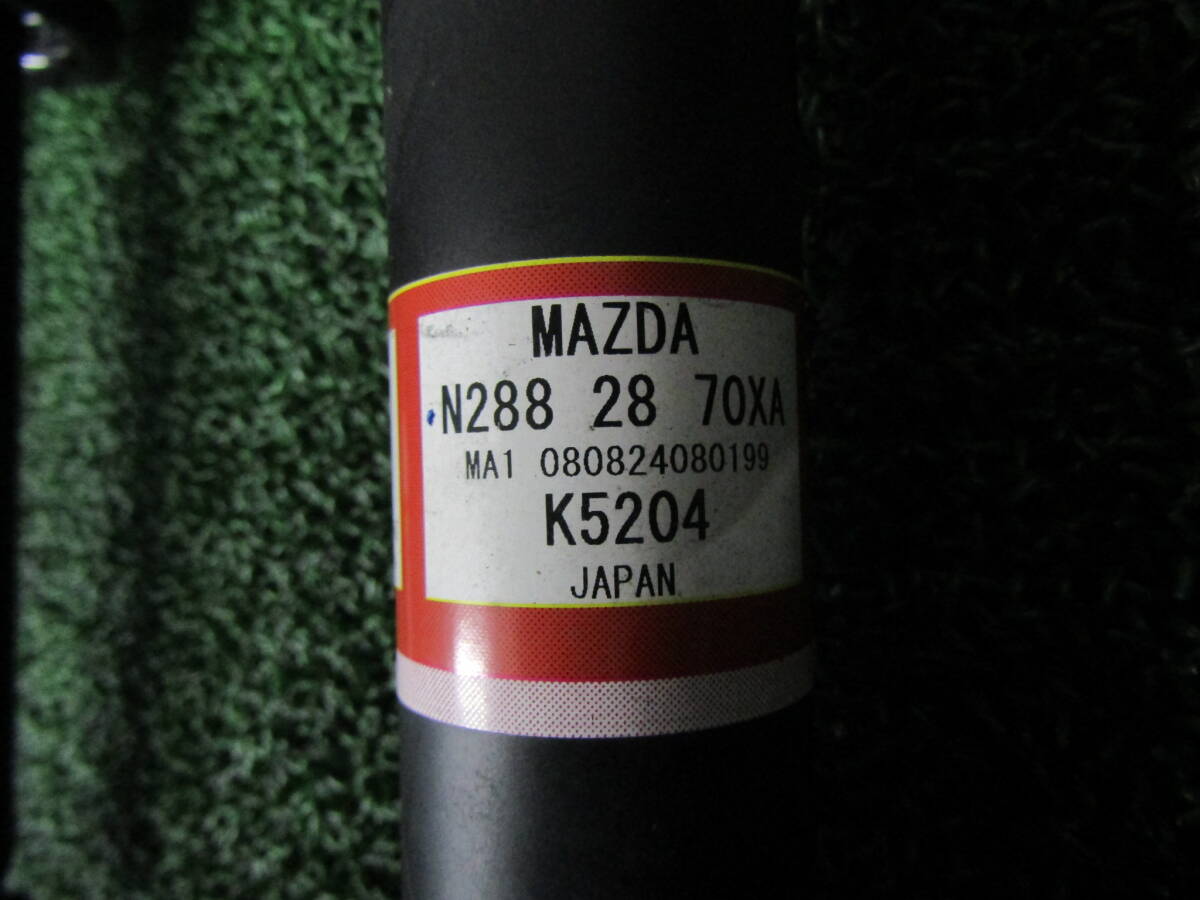 MAZDA
N288 28 70XA
MA1 080824080199
K5204
JAPAN